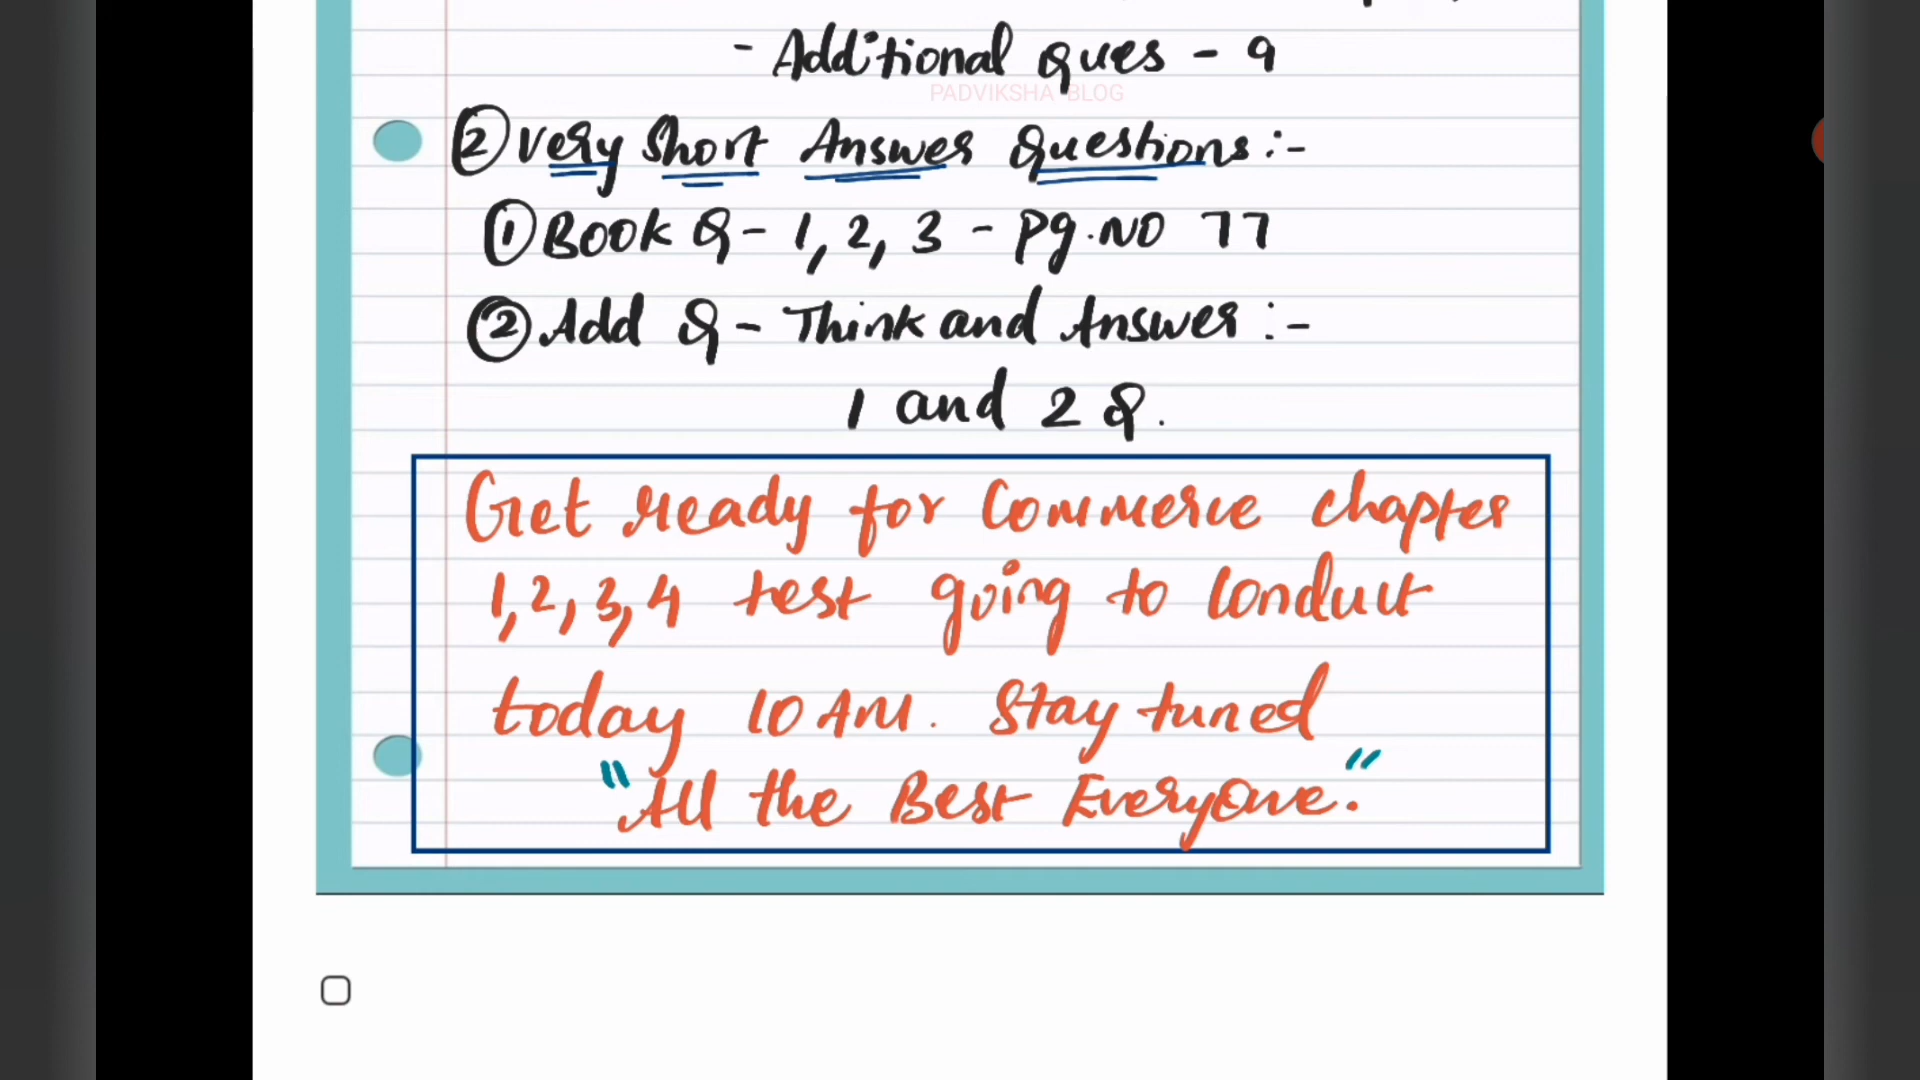 - Additional ques - 9
PADVIKSHA BLOG
② Very Short Answer Questions :-
① Book Q - 1, 2, 3 - Pg.NO 77
② Add Q - Think and Answer :-
1 and 2 Q.
Get ready for Commerce chapter
1, 2, 3, 4 test going to conduct
today 10 AM. Stay tuned
"All the Best Everyone."